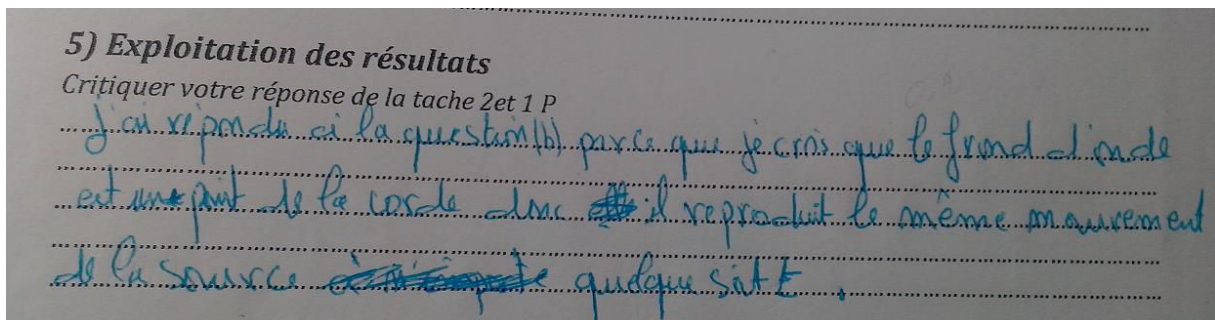 5) Exploitation des résultats
Critiquer votre réponse de la tache 2et 1 P
J'ai repondu à la question (b) parce que je crois que le frond d'onde
est un point de la corde donc il reproduit le même mouvement
de la source quelque soit t.